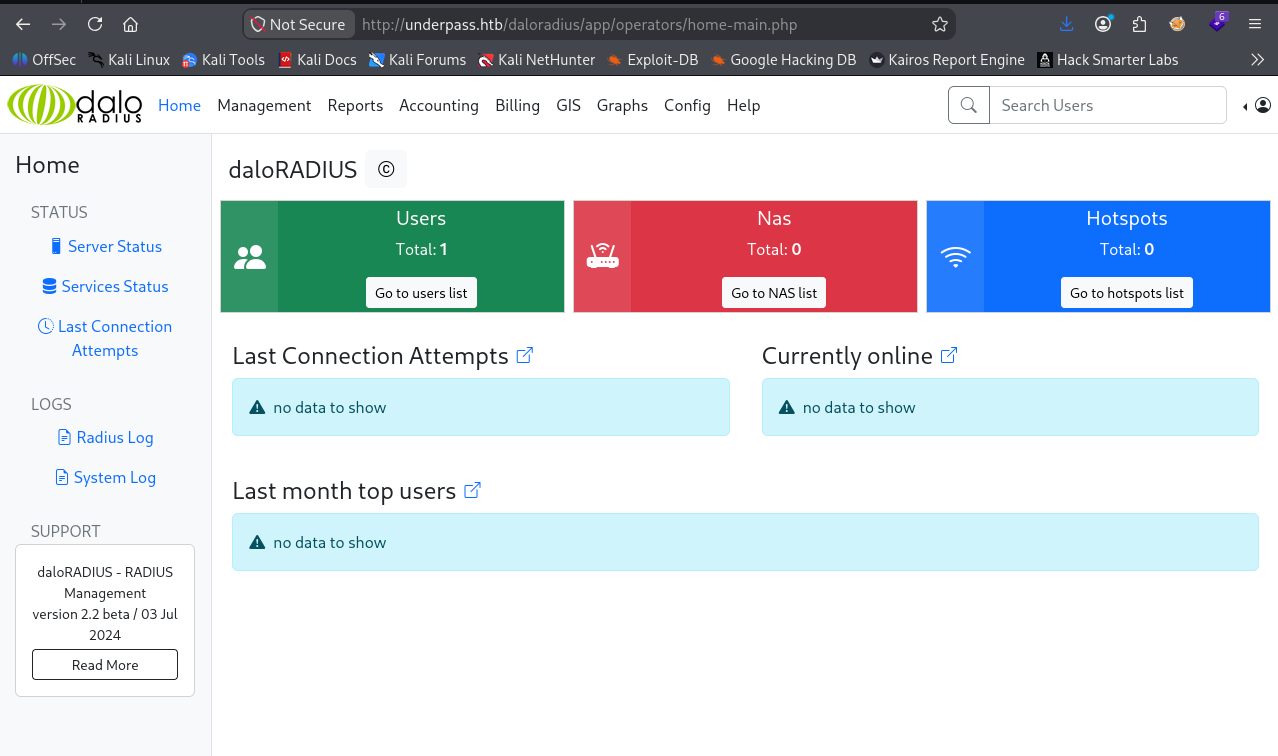 Not Secure http://underpass.htb/daloradius/app/operators/home-main.php 6
OffSec Kali Linux Kali Tools Kali Docs Kali Forums Kali NetHunter Exploit-DB Google Hacking DB Kairos Report Engine Hack Smarter Labs
dalo RADIUS Home Management Reports Accounting Billing GIS Graphs Config Help Search Users
Home
STATUS
Server Status
Services Status
Last Connection
Attempts
LOGS
Radius Log
System Log
SUPPORT
daloRADIUS - RADIUS
Management
version 2.2 beta / 03 Jul
2024
Read More
daloRADIUS ©
Users
Total: 1
Go to users list
Nas
Total: 0
Go to NAS list
Hotspots
Total: 0
Go to hotspots list
Last Connection Attempts
no data to show
Currently online
no data to show
Last month top users
no data to show